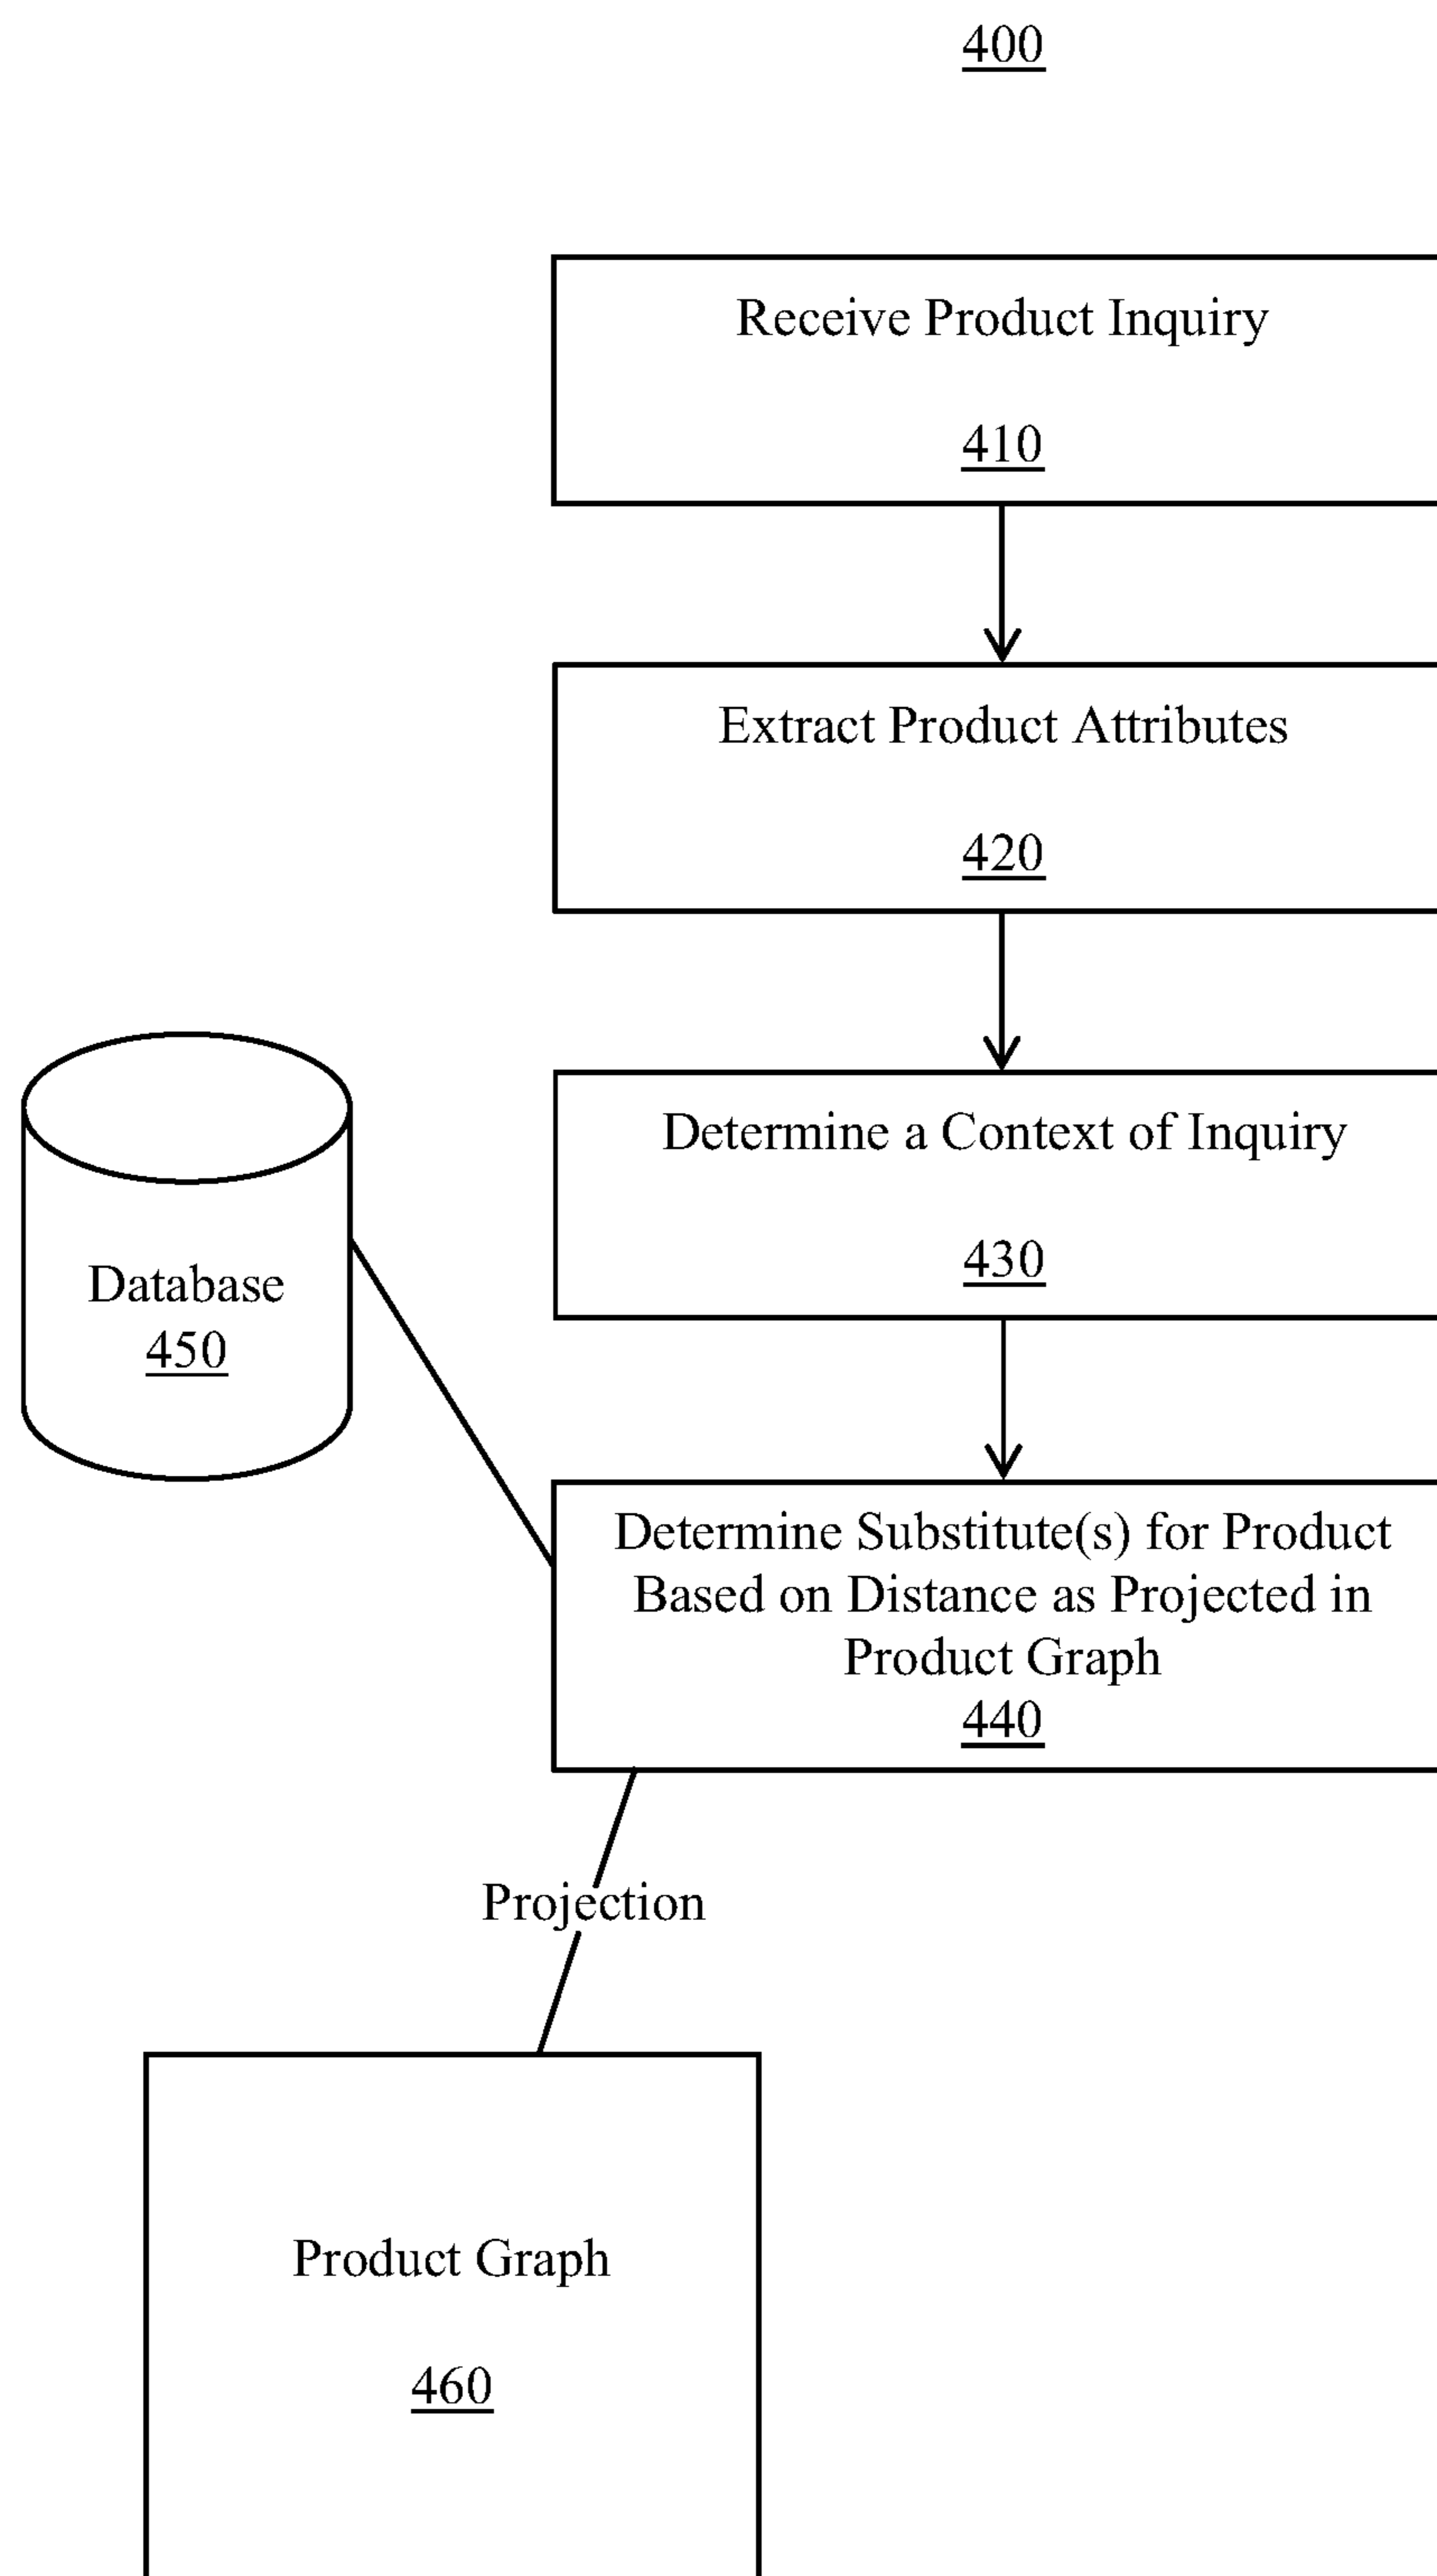 400
Receive Product Inquiry
410
Extract Product Attributes
420
Determine a Context of Inquiry
430
Database
450
Determine Substitute(s) for Product
Based on Distance as Projected in
Product Graph
440
Projection
Product Graph
460